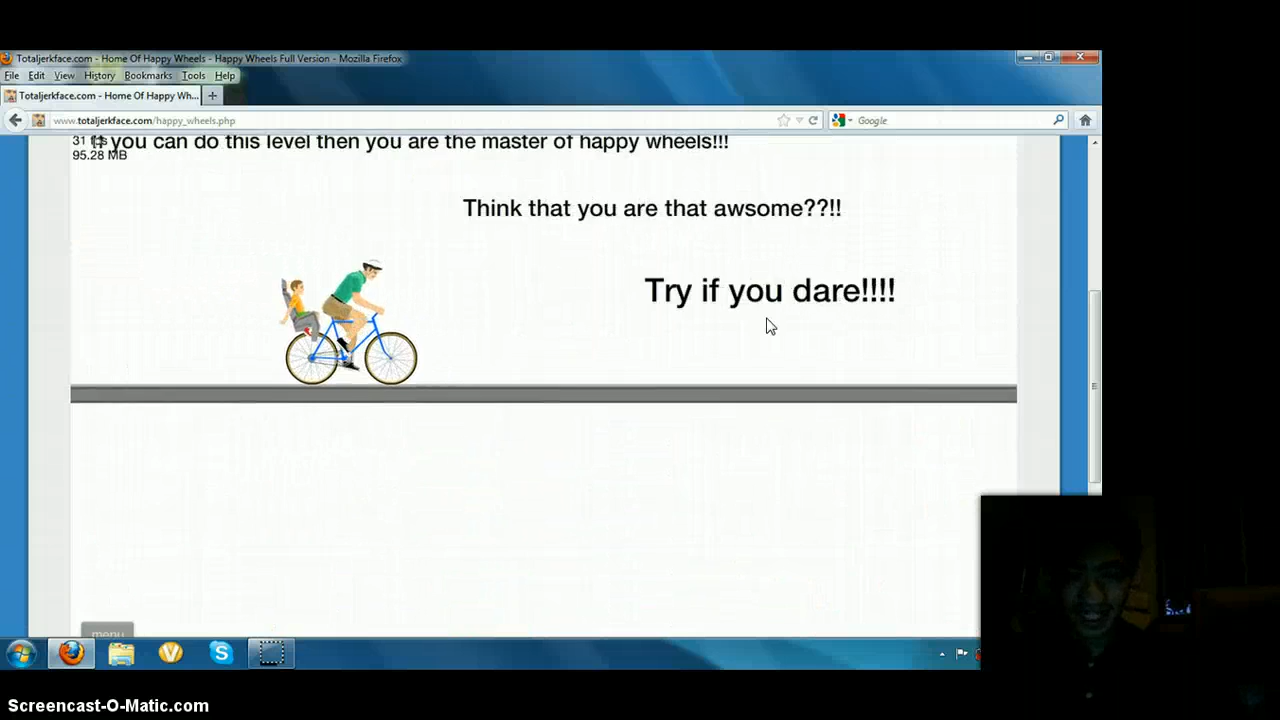 Totaljerkface.com - Home Of Happy Wheels - Happy Wheels Full Version - Mozilla Firefox
File Edit View History Bookmarks Tools Help
Totaljerkface.com - Home Of Happy Wh...
www.totaljerkface.com/happy_wheels.php
Google
31
you can do this level then you are the master of happy wheels!!!
95.28 MB
Think that you are that awsome??!!
Try if you dare!!!!
menu
Screencast-O-Matic.com